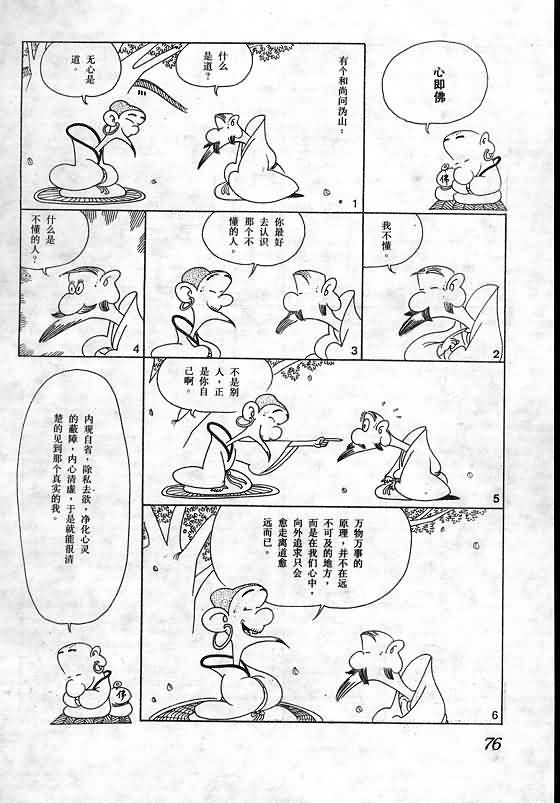 心即佛
佛
有个和尚问沩山：
什么
是道？
无心是
道。
1
我不懂。
2
你最好
去认识
那个不
懂的人。
3
什么是
不懂的人？
4
不是别
人，正
是你自
己啊。
5
万物万事的
原理，并不在远
不可及的地方，
而是在我们心中，
向外追求只会
愈走离道愈
远而已。
6
内观自省，除私去欲，净化心灵
的蔽障，内心清虚，于是就能很清
楚的见到那个真实的我。
佛
76